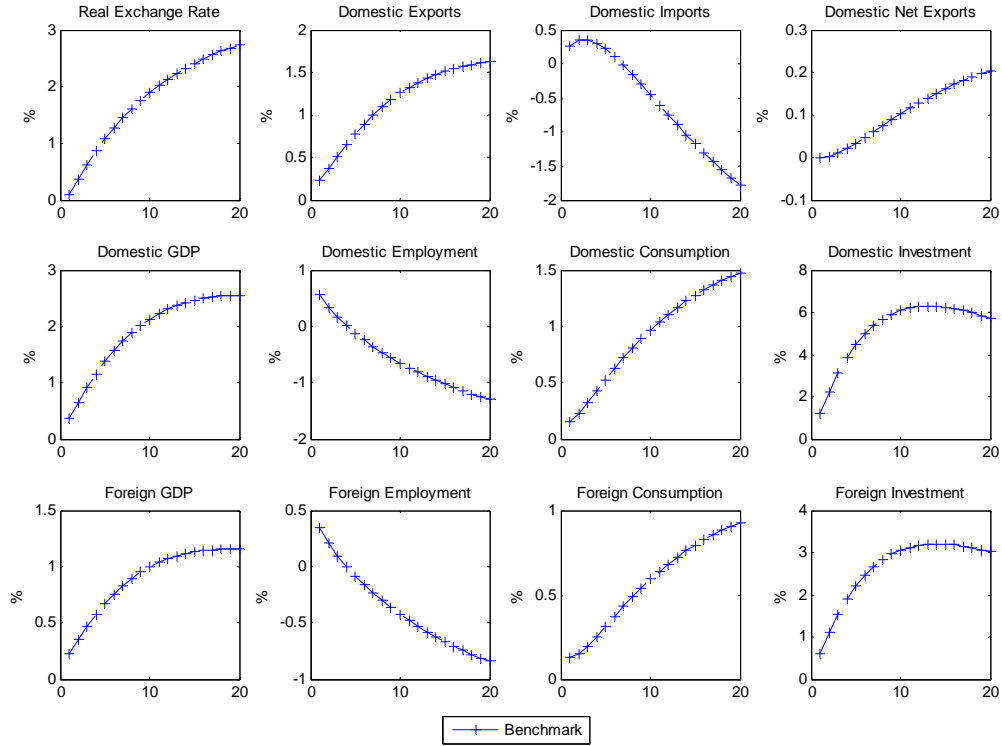 Real Exchange Rate
Domestic Exports
Domestic Imports
Domestic Net Exports
3
2
1
0
%
0 10 20
2
1.5
1
0.5
0
%
0 10 20
0.5
0
-0.5
-1
-1.5
-2
%
0 10 20
0.3
0.2
0.1
0
-0.1
%
0 10 20
Domestic GDP
Domestic Employment
Domestic Consumption
Domestic Investment
3
2
1
0
%
0 10 20
1
0
-1
-2
%
0 10 20
1.5
1
0.5
0
%
0 10 20
8
6
4
2
0
%
0 10 20
Foreign GDP
Foreign Employment
Foreign Consumption
Foreign Investment
1.5
1
0.5
0
%
0 10 20
0.5
0
-0.5
-1
%
0 10 20
1
0.5
0
%
0 10 20
4
3
2
1
0
%
0 10 20
Benchmark